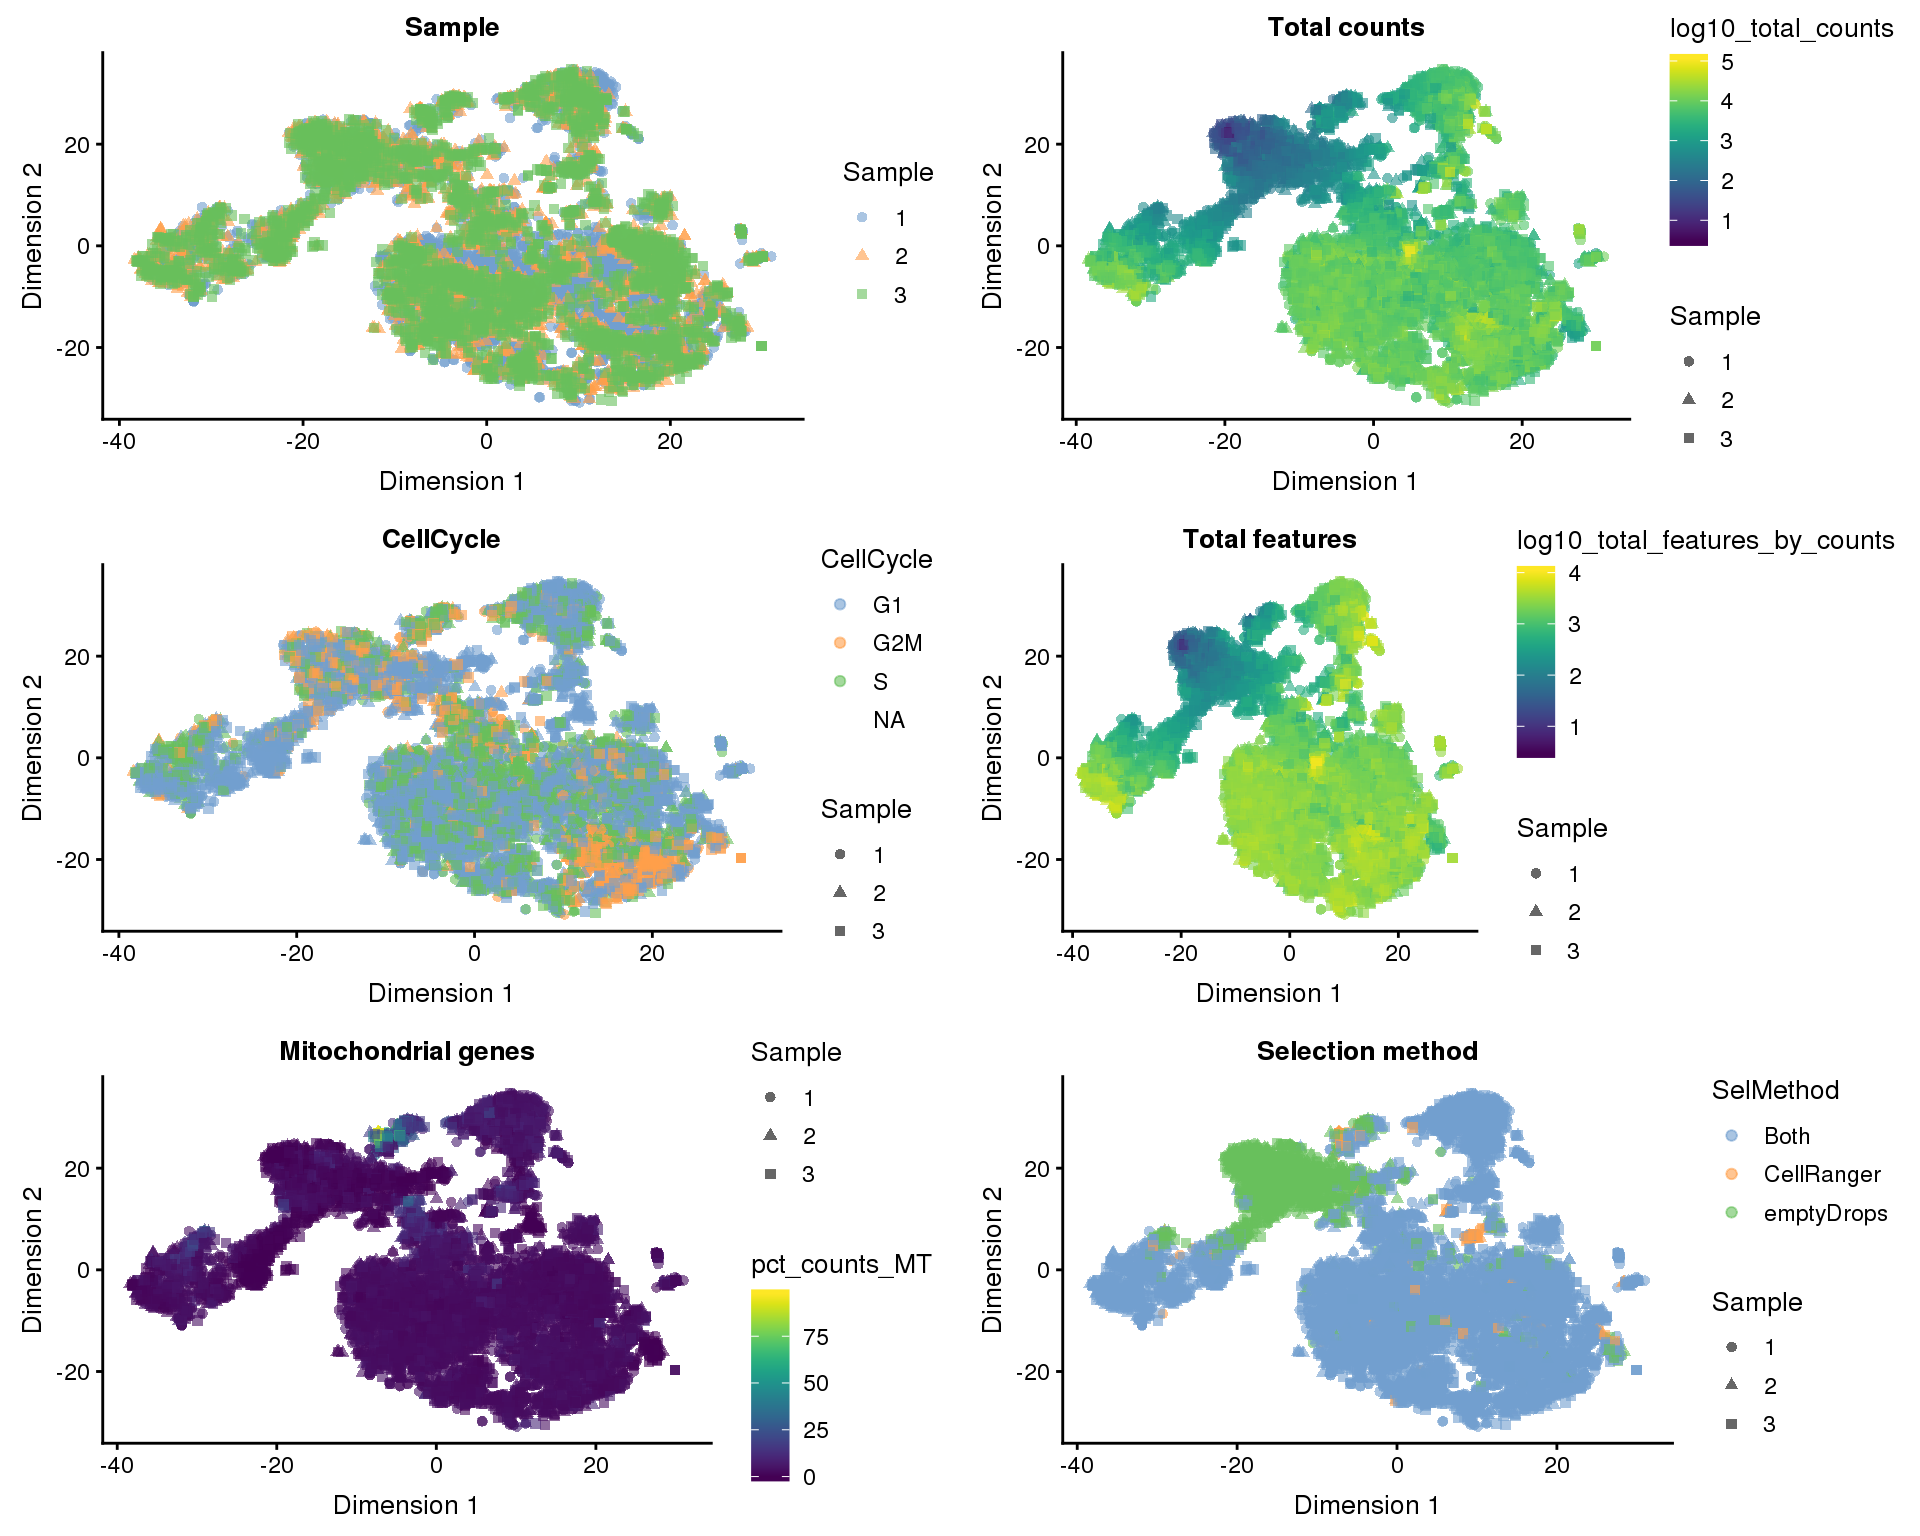 Sample
Dimension 2
20
0
-20
-40
-20
0
20
Dimension 1
Sample
1
2
3
Total counts
Dimension 2
20
0
-20
-40
-20
0
20
Dimension 1
log10_total_counts
5
4
3
2
1
Sample
1
2
3
CellCycle
Dimension 2
20
0
-20
-40
-20
0
20
Dimension 1
CellCycle
G1
G2M
S
NA
Sample
1
2
3
Total features
Dimension 2
20
0
-20
-40
-20
0
20
Dimension 1
log10_total_features_by_counts
4
3
2
1
Sample
1
2
3
Mitochondrial genes
Dimension 2
20
0
-20
-40
-20
0
20
Dimension 1
Sample
1
2
3
pct_counts_MT
75
50
25
0
Selection method
Dimension 2
20
0
-20
-40
-20
0
20
Dimension 1
SelMethod
Both
CellRanger
emptyDrops
Sample
1
2
3